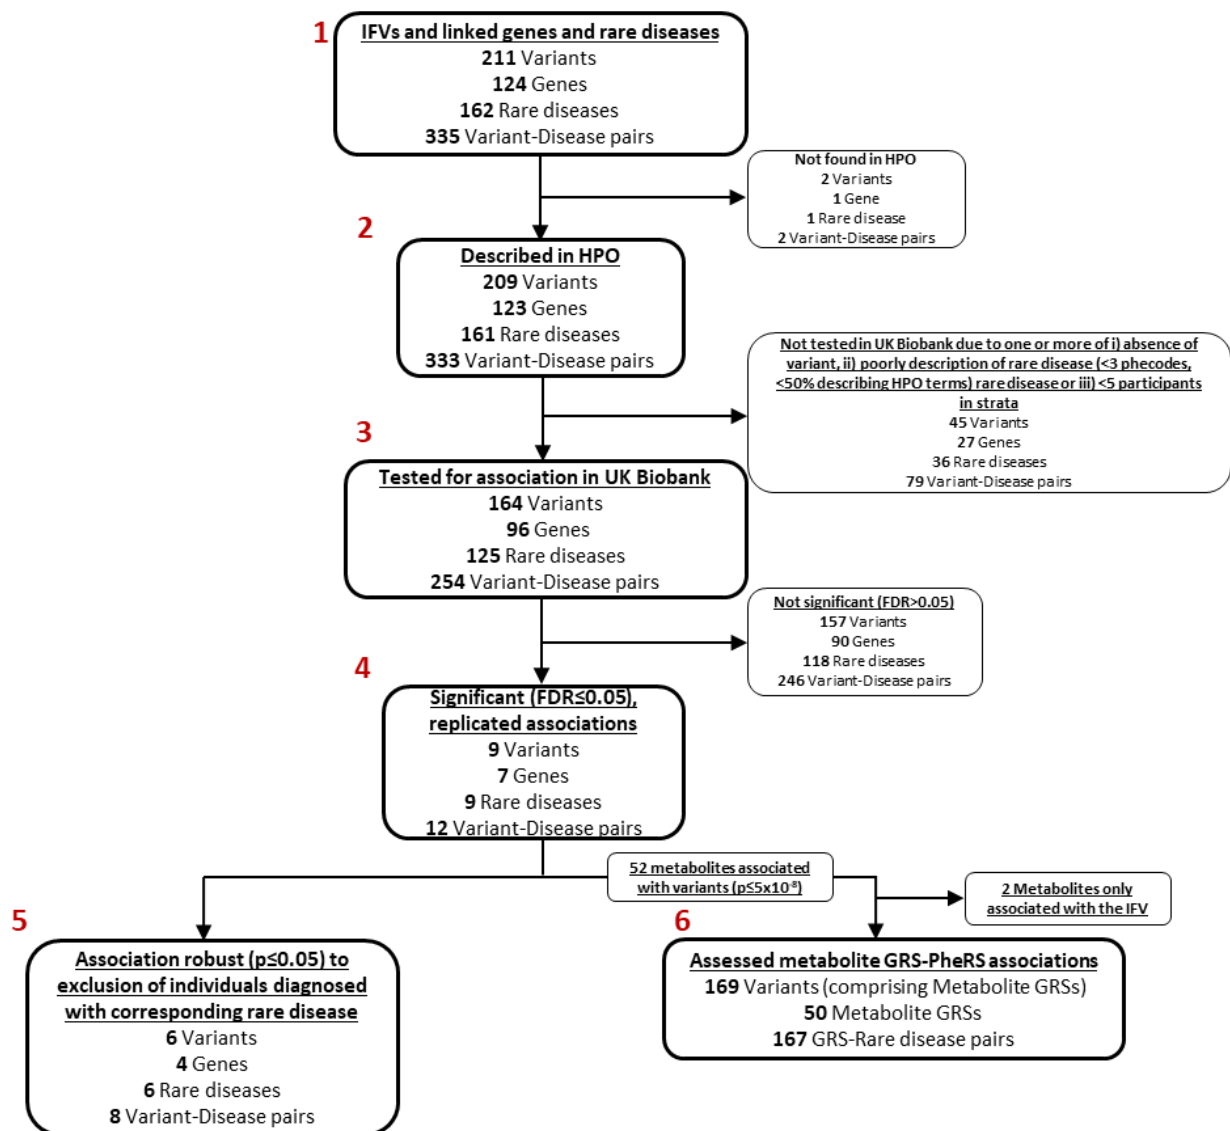 1
IFVs and linked genes and rare diseases
211 Variants
124 Genes
162 Rare diseases
335 Variant-Disease pairs
Not found in HPO
2 Variants
1 Gene
1 Rare disease
2 Variant-Disease pairs
2
Described in HPO
209 Variants
123 Genes
161 Rare diseases
333 Variant-Disease pairs
Not tested in UK Biobank due to one or more of i) absence of
variant, ii) poorly description of rare disease (<3 phecodes,
<50% describing HPO terms) rare disease or iii) <5 participants
in strata
45 Variants
27 Genes
36 Rare diseases
79 Variant-Disease pairs
3
Tested for association in UK Biobank
164 Variants
96 Genes
125 Rare diseases
254 Variant-Disease pairs
Not significant (FDR>0.05)
157 Variants
90 Genes
118 Rare diseases
246 Variant-Disease pairs
4
Significant (FDR≤0.05),
replicated associations
9 Variants
7 Genes
9 Rare diseases
12 Variant-Disease pairs
52 metabolites associated
with variants (p≤5x10⁻⁸)
2 Metabolites only
associated with the IFV
5
Association robust (p≤0.05) to
exclusion of individuals diagnosed
with corresponding rare disease
6 Variants
4 Genes
6 Rare diseases
8 Variant-Disease pairs
6
Assessed metabolite GRS-PheRS associations
169 Variants (comprising Metabolite GRSs)
50 Metabolite GRSs
167 GRS-Rare disease pairs